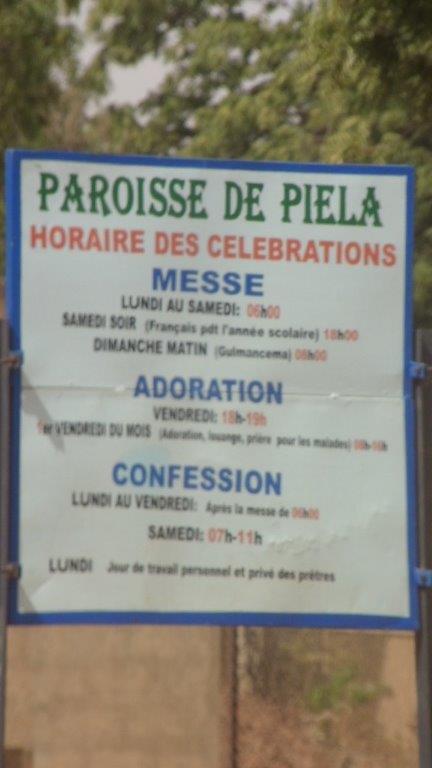 PAROISSE DE PIELA
HORAIRE DES CELEBRATIONS
MESSE
LUNDI AU SAMEDI: 06h00
SAMEDI SOIR (Français pdt l'année scolaire) 18h00
DIMANCHE MATIN (Gulmancema) 08h00
ADORATION
VENDREDI: 18h-19h
1er VENDREDI DU MOIS (Adoration, louange, prière pour les malades)
CONFESSION
LUNDI AU VENDREDI: Après la messe de 06h00
SAMEDI: 07h-11h
LUNDI Jour de travail personnel et privé des prêtres